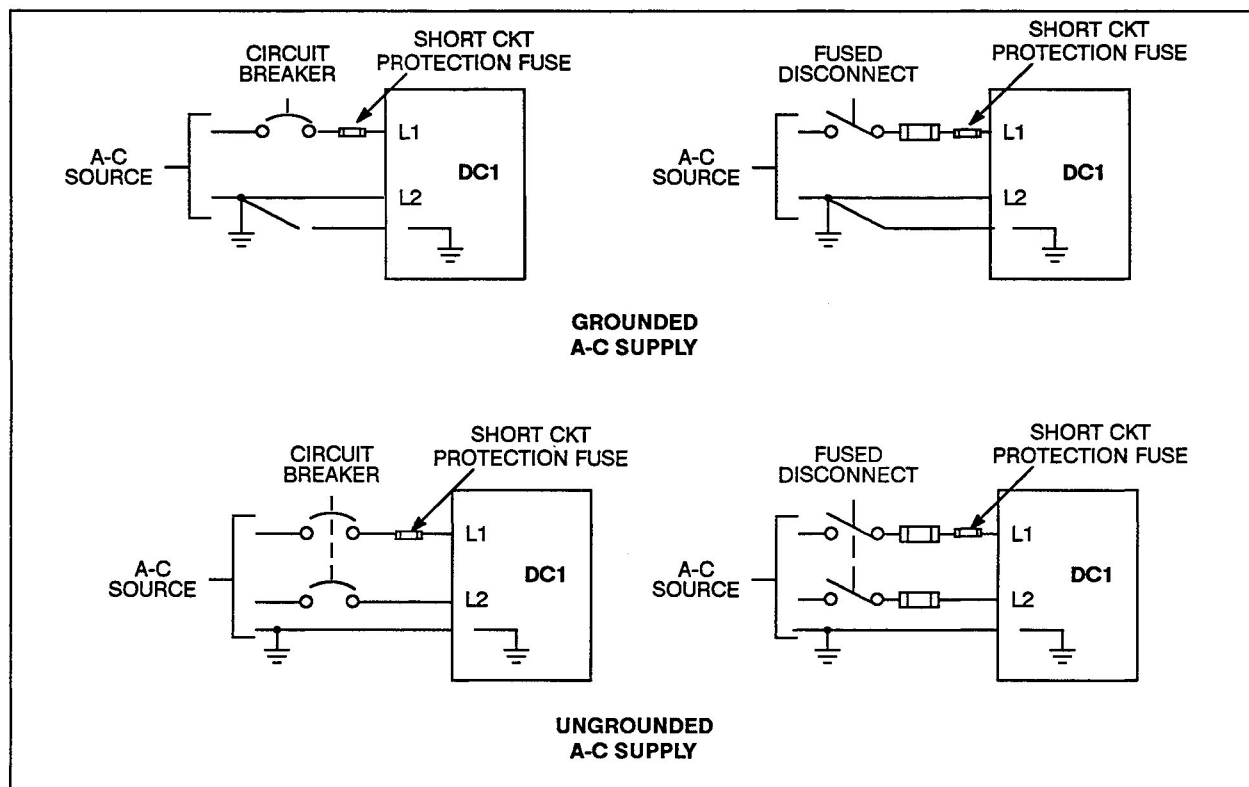 CIRCUIT
BREAKER
SHORT CKT
PROTECTION FUSE
A-C
SOURCE
L1
DC1
L2
FUSED
DISCONNECT
SHORT CKT
PROTECTION FUSE
A-C
SOURCE
L1
DC1
L2
GROUNDED
A-C SUPPLY
CIRCUIT
BREAKER
SHORT CKT
PROTECTION FUSE
A-C
SOURCE
L1
DC1
L2
FUSED
DISCONNECT
SHORT CKT
PROTECTION FUSE
A-C
SOURCE
L1
DC1
L2
UNGROUNDED
A-C SUPPLY